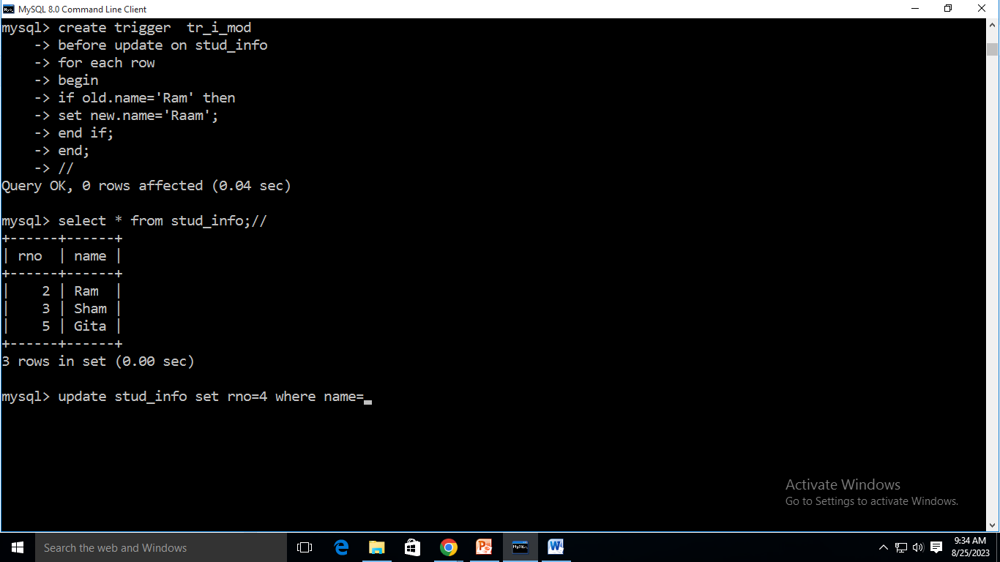 MySQL 8.0 Command Line Client
mysql> create trigger  tr_i_mod
    -> before update on stud_info
    -> for each row
    -> begin
    -> if old.name='Ram' then
    -> set new.name='Raam';
    -> end if;
    -> end;
    -> //
Query OK, 0 rows affected (0.04 sec)

mysql> select * from stud_info;//
+------+------+
| rno  | name |
+------+------+
|    2 | Ram  |
|    3 | Sham |
|    5 | Gita |
+------+------+
3 rows in set (0.00 sec)

mysql> update stud_info set rno=4 where name=_
Activate Windows
Go to Settings to activate Windows.
Search the web and Windows
9:34 AM
8/25/2023